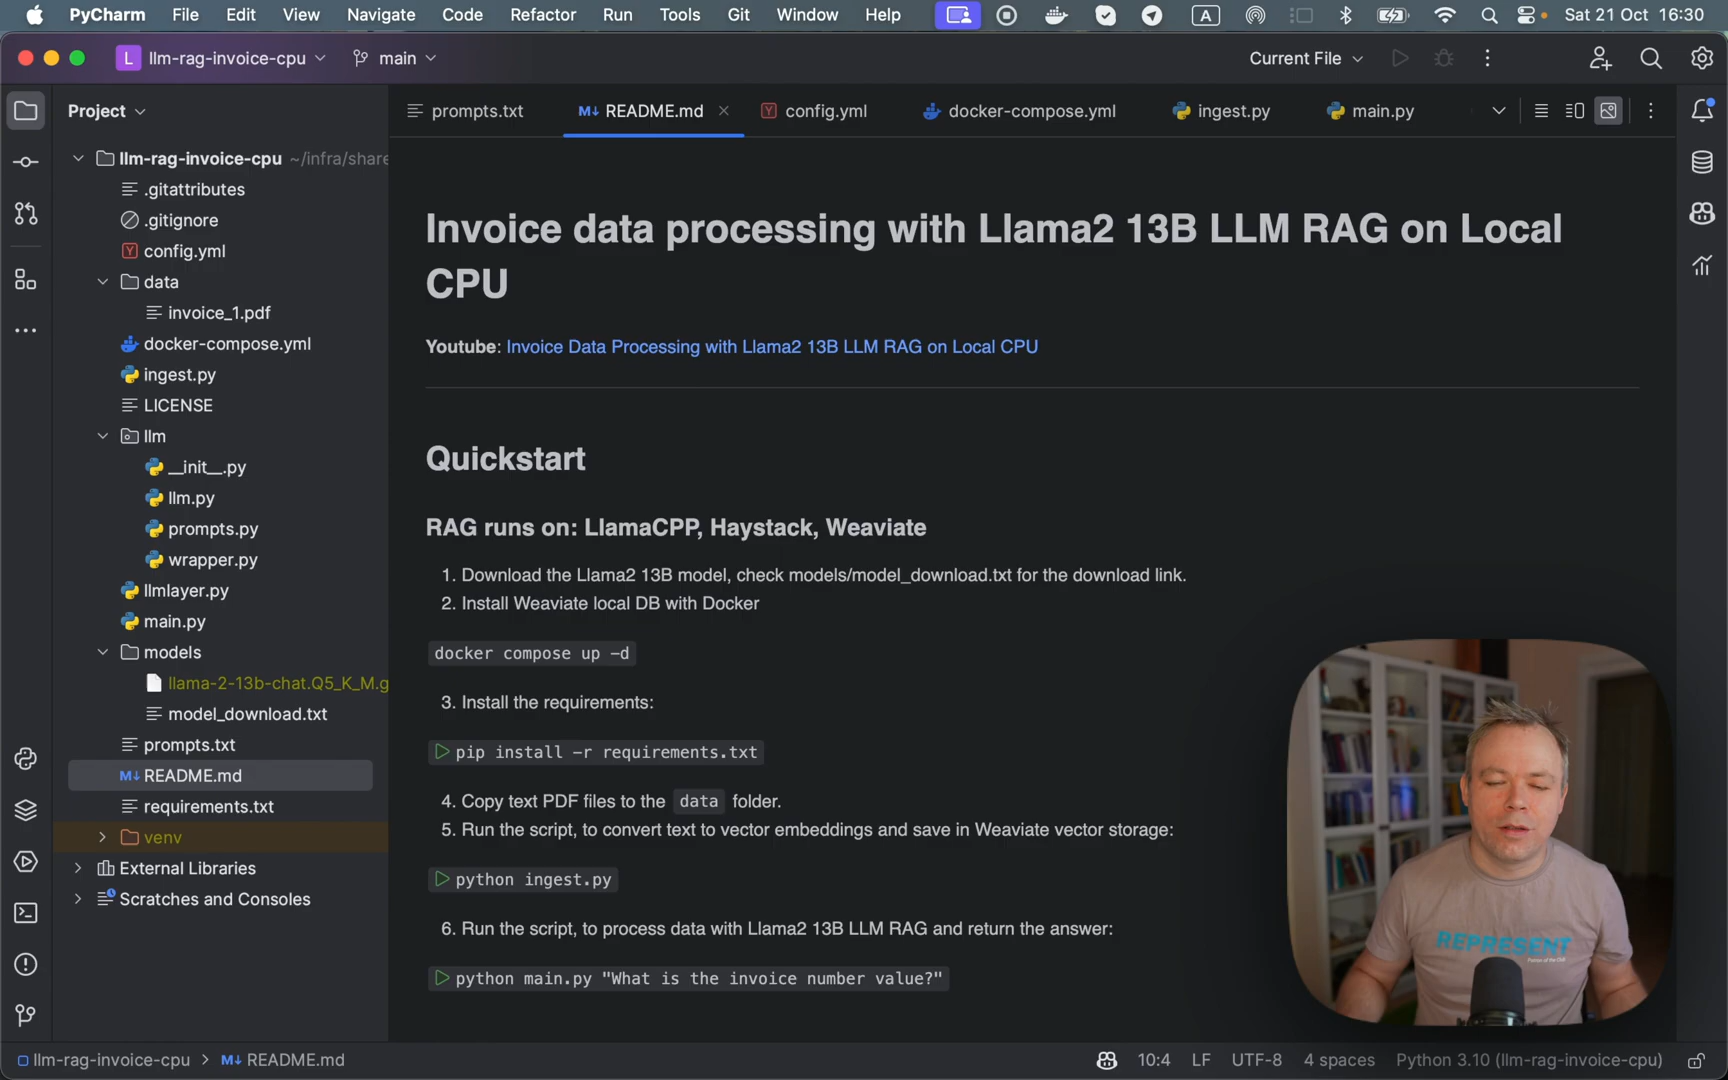 PyCharm File Edit View Navigate Code Refactor Run Tools Git Window Help A Sat 21 Oct 16:30
L llm-rag-invoice-cpu main Current File
Project prompts.txt M↓ README.md Y config.yml docker-compose.yml ingest.py main.py
llm-rag-invoice-cpu ~/infra/share
.gitattributes
.gitignore
config.yml
data
invoice_1.pdf
docker-compose.yml
ingest.py
LICENSE
llm
__init__.py
llm.py
prompts.py
wrapper.py
llmlayer.py
main.py
models
llama-2-13b-chat.Q5_K_M.g
model_download.txt
prompts.txt
M↓ README.md
requirements.txt
venv
External Libraries
Scratches and Consoles
Invoice data processing with Llama2 13B LLM RAG on Local
CPU
Youtube: Invoice Data Processing with Llama2 13B LLM RAG on Local CPU
Quickstart
RAG runs on: LlamaCPP, Haystack, Weaviate
1. Download the Llama2 13B model, check models/model_download.txt for the download link.
2. Install Weaviate local DB with Docker
docker compose up -d
3. Install the requirements:
pip install -r requirements.txt
4. Copy text PDF files to the data folder.
5. Run the script, to convert text to vector embeddings and save in Weaviate vector storage:
python ingest.py
6. Run the script, to process data with Llama2 13B LLM RAG and return the answer:
python main.py "What is the invoice number value?"
REPRESENT
llm-rag-invoice-cpu > M↓ README.md 10:4 LF UTF-8 4 spaces Python 3.10 (llm-rag-invoice-cpu)